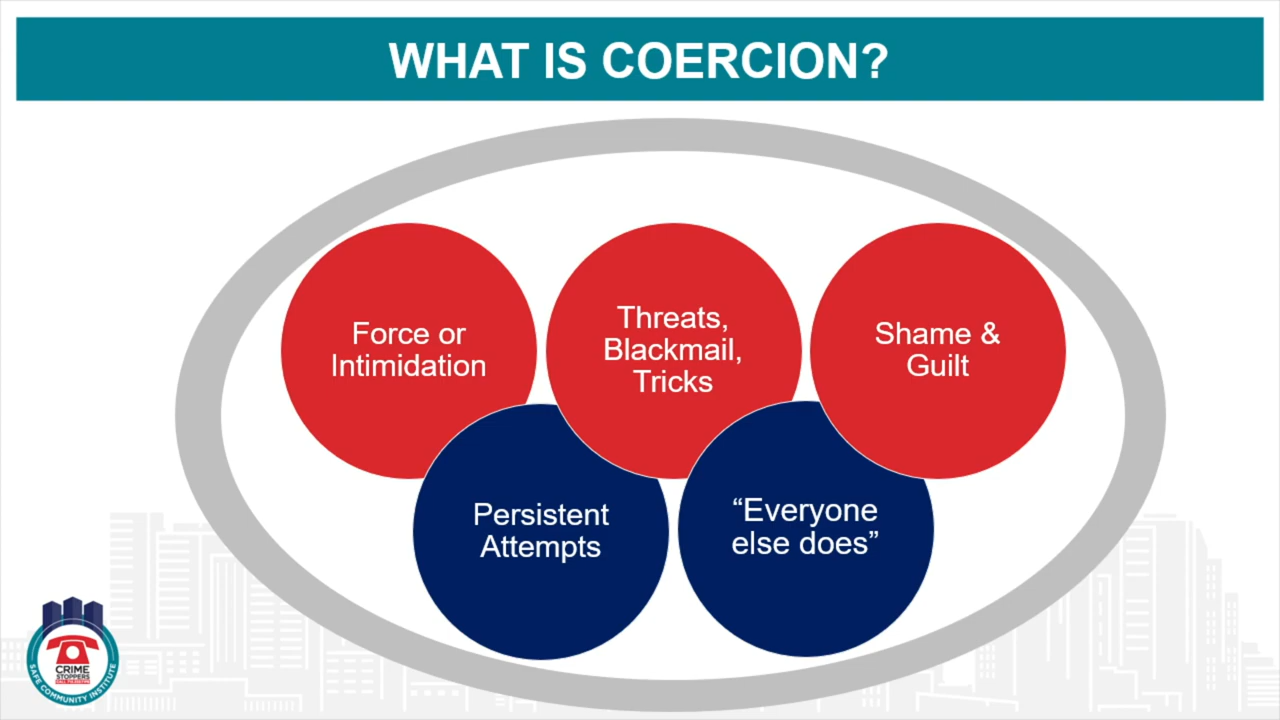 WHAT IS COERCION?
Force or
Intimidation
Threats,
Blackmail,
Tricks
Shame &
Guilt
Persistent
Attempts
“Everyone
else does”
CRIME
STOPPERS
SAFE COMMUNITY INSTITUTE